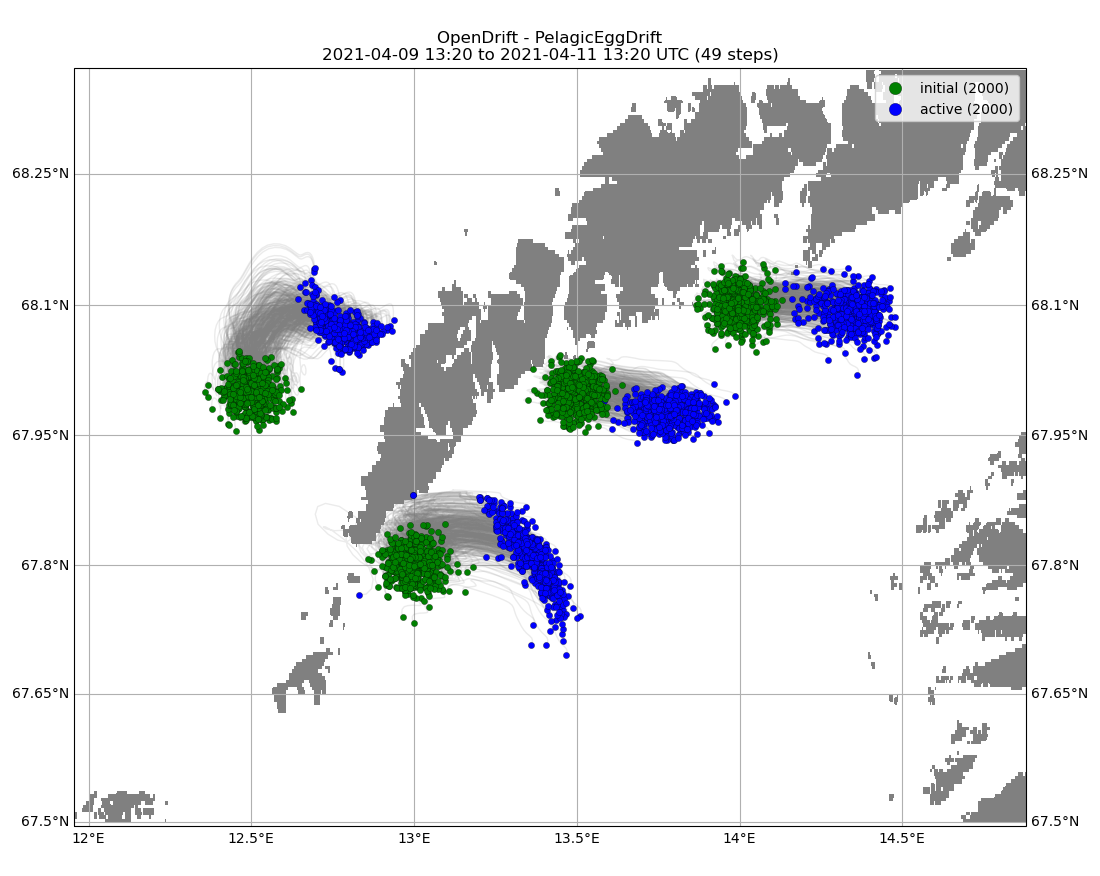 OpenDrift - PelagicEggDrift
2021-04-09 13:20 to 2021-04-11 13:20 UTC (49 steps)
initial (2000)
active (2000)
68.25°N
68.25°N
68.1°N
68.1°N
67.95°N
67.95°N
67.8°N
67.8°N
67.65°N
67.65°N
67.5°N
67.5°N
12°E
12.5°E
13°E
13.5°E
14°E
14.5°E